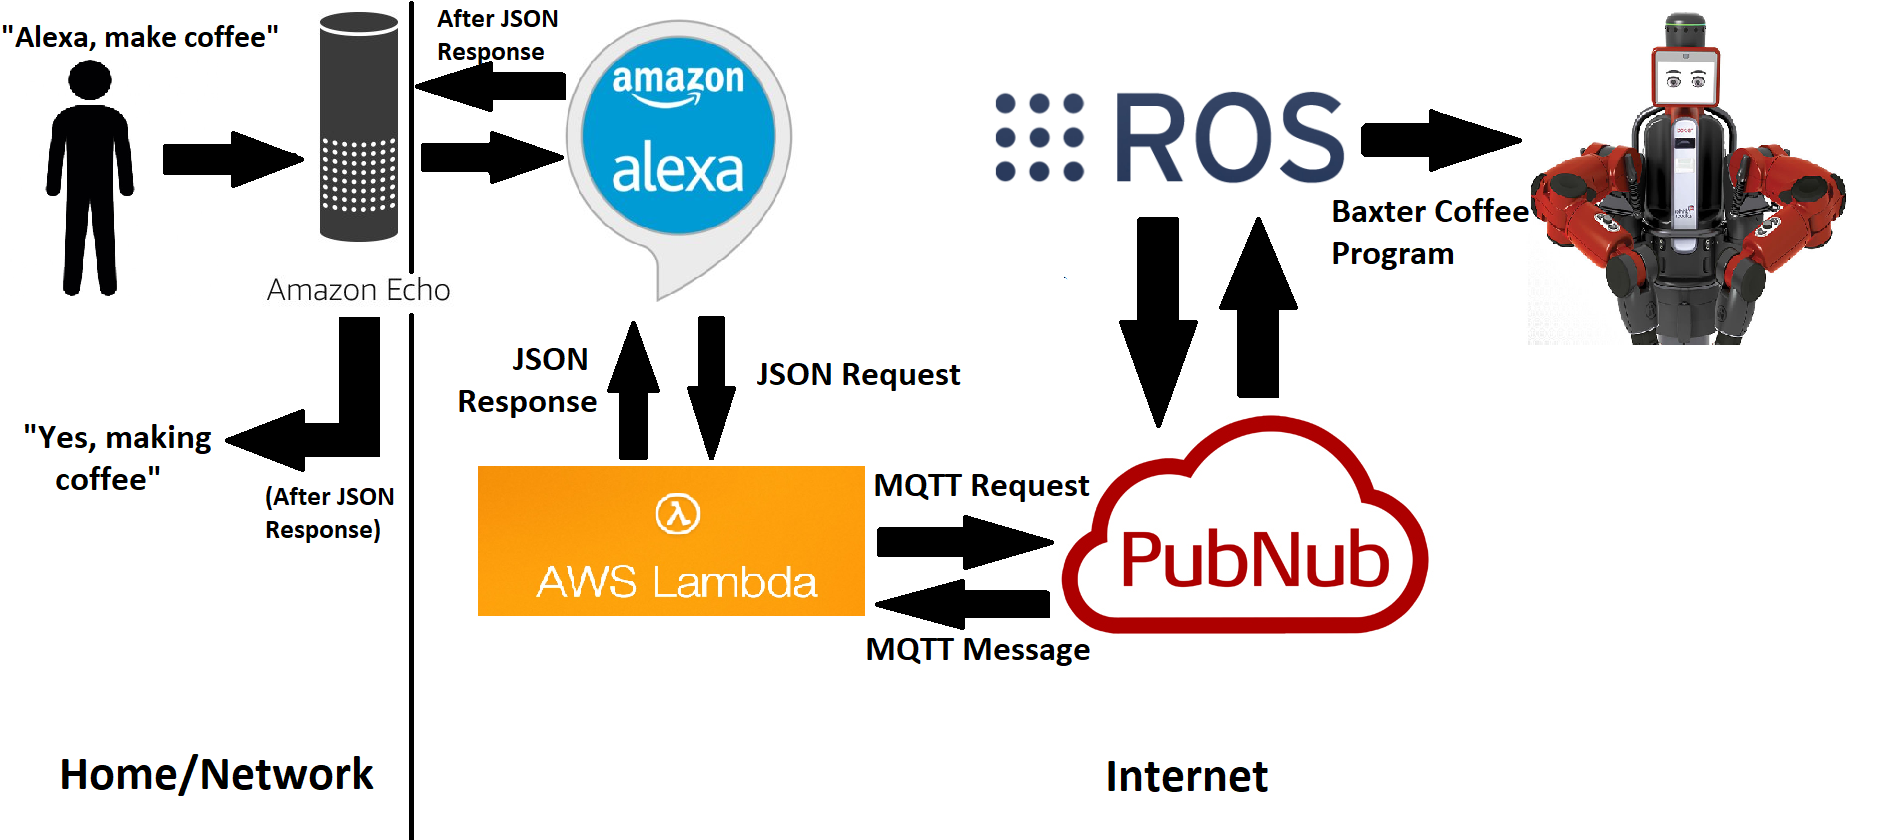 "Alexa, make coffee"
After JSON
Response
amazon
alexa
ROS
Baxter Coffee
Program
Amazon Echo
JSON
Response
JSON Request
"Yes, making
coffee"
(After JSON
Response)
λ
AWS Lambda
MQTT Request
MQTT Message
PubNub
Home/Network
Internet